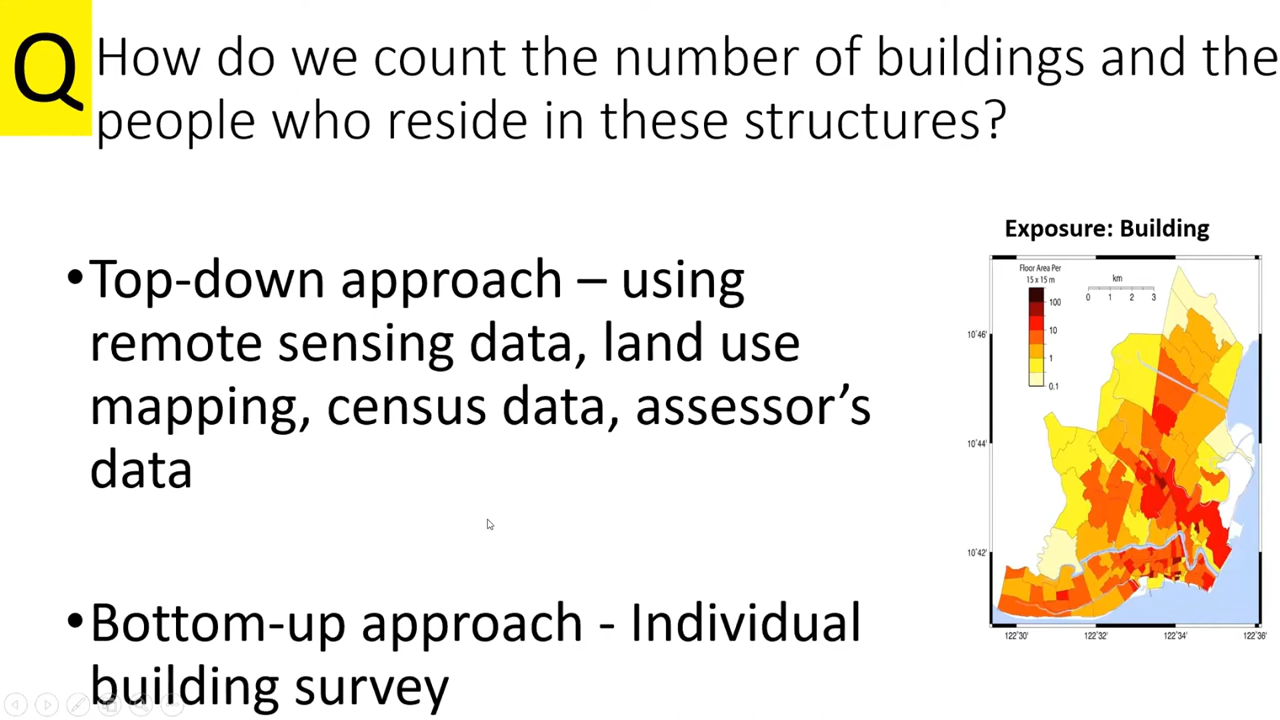 Q
How do we count the number of buildings and the
people who reside in these structures?
•Top-down approach – using
remote sensing data, land use
mapping, census data, assessor’s
data
•Bottom-up approach - Individual
building survey
Exposure: Building
Floor Area Per
15 x 15 m
100
10
1
0.1
km
0 1 2 3
10˚46'
10˚44'
10˚42'
122˚30' 122˚32' 122˚34' 122˚36'